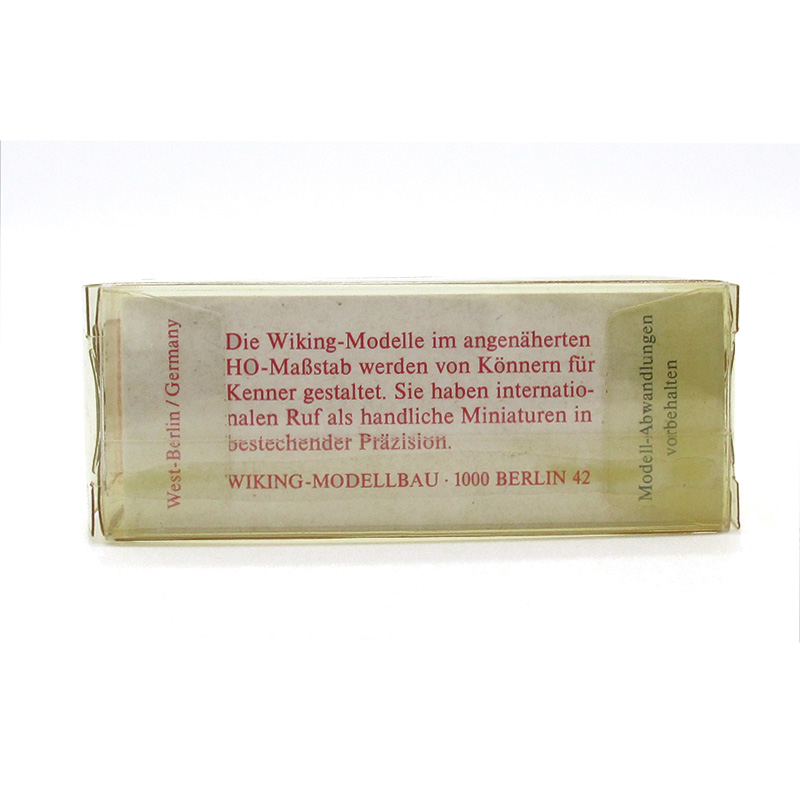 West-Berlin/Germany
Die Wiking-Modelle im angenäherten
HO-Maßstab werden von Könnern für
Kenner gestaltet. Sie haben internatio-
nalen Ruf als handliche Miniaturen in
bestechender Präzision.
WIKING-MODELLBAU · 1000 BERLIN 42
Modell-Abwandlungen
vorbehalten